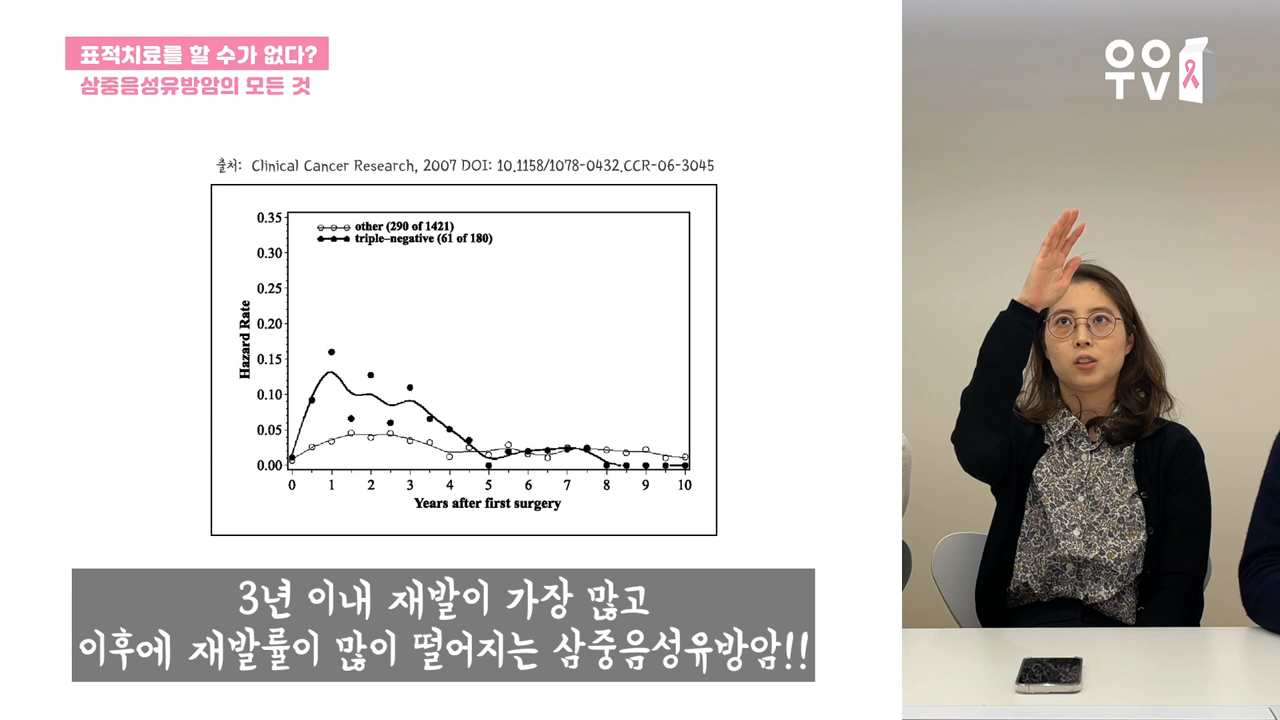 표적치료를 할 수가 없다?
삼중음성유방암의 모든 것
OO
TV
출처: Clinical Cancer Research, 2007 DOI: 10.1158/1078-0432.CCR-06-3045
other (290 of 1421)
triple-negative (61 of 180)
0.35
0.30
0.25
0.20
0.15
0.10
0.05
0.00
Hazard Rate
0 1 2 3 4 5 6 7 8 9 10
Years after first surgery
3년 이내 재발이 가장 많고
이후에 재발률이 많이 떨어지는 삼중음성유방암!!